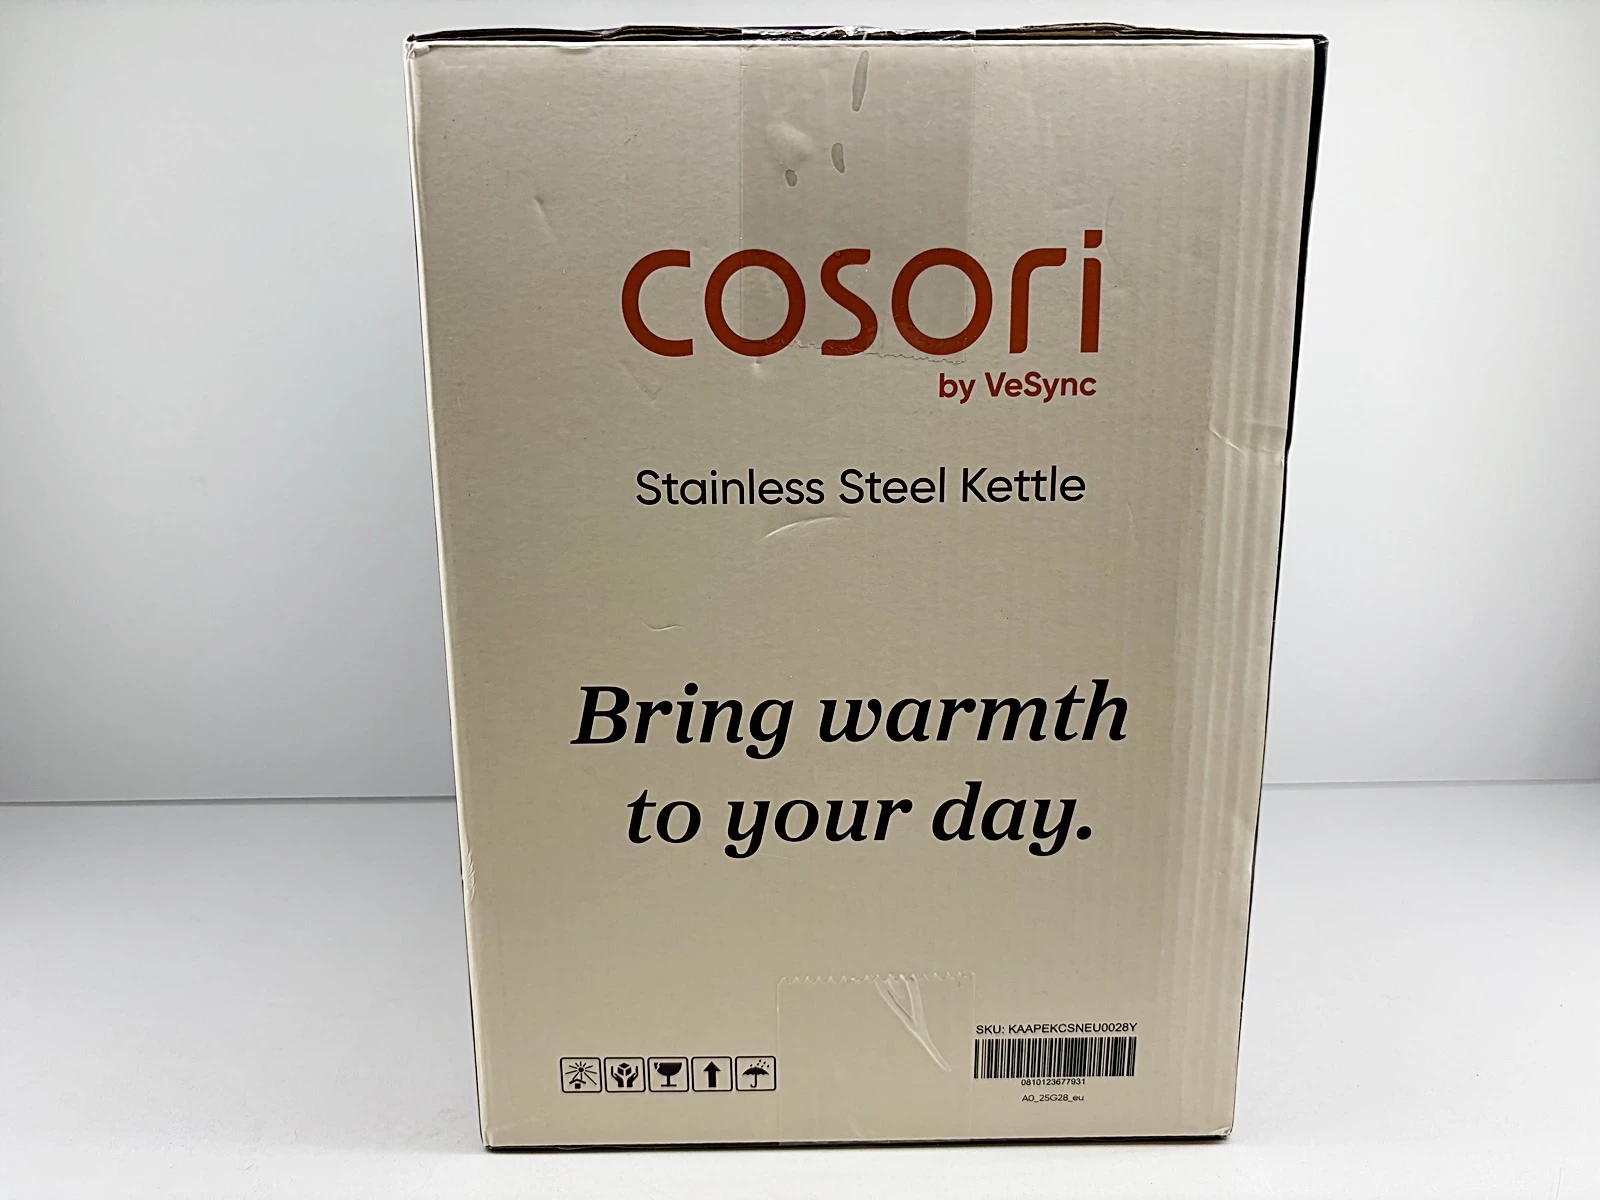 cosori
by VeSync
Stainless Steel Kettle
Bring warmth
to your day.
SKU: KAAPEKCSNEU0028Y
0810123677931
A0_25G28_eu